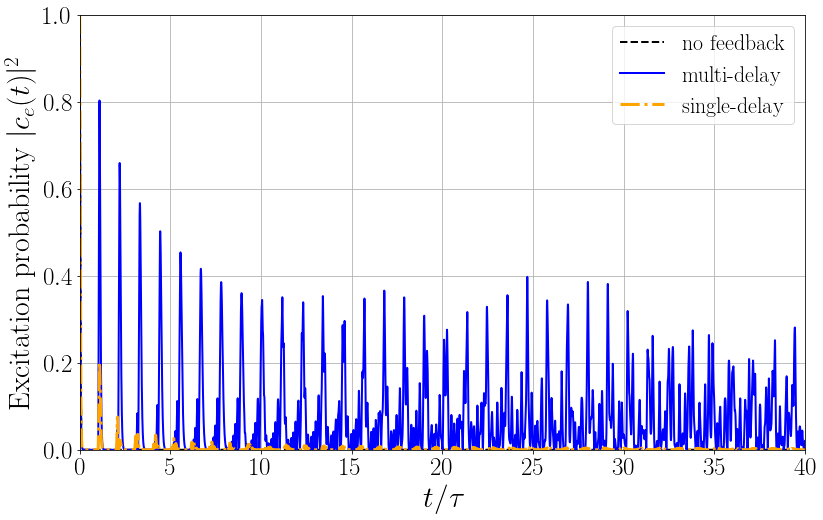 Excitation probability |c_e(t)|^2
1.0
0.8
0.6
0.4
0.2
0.0
no feedback
multi-delay
single-delay
0 5 10 15 20 25 30 35 40
t/τ